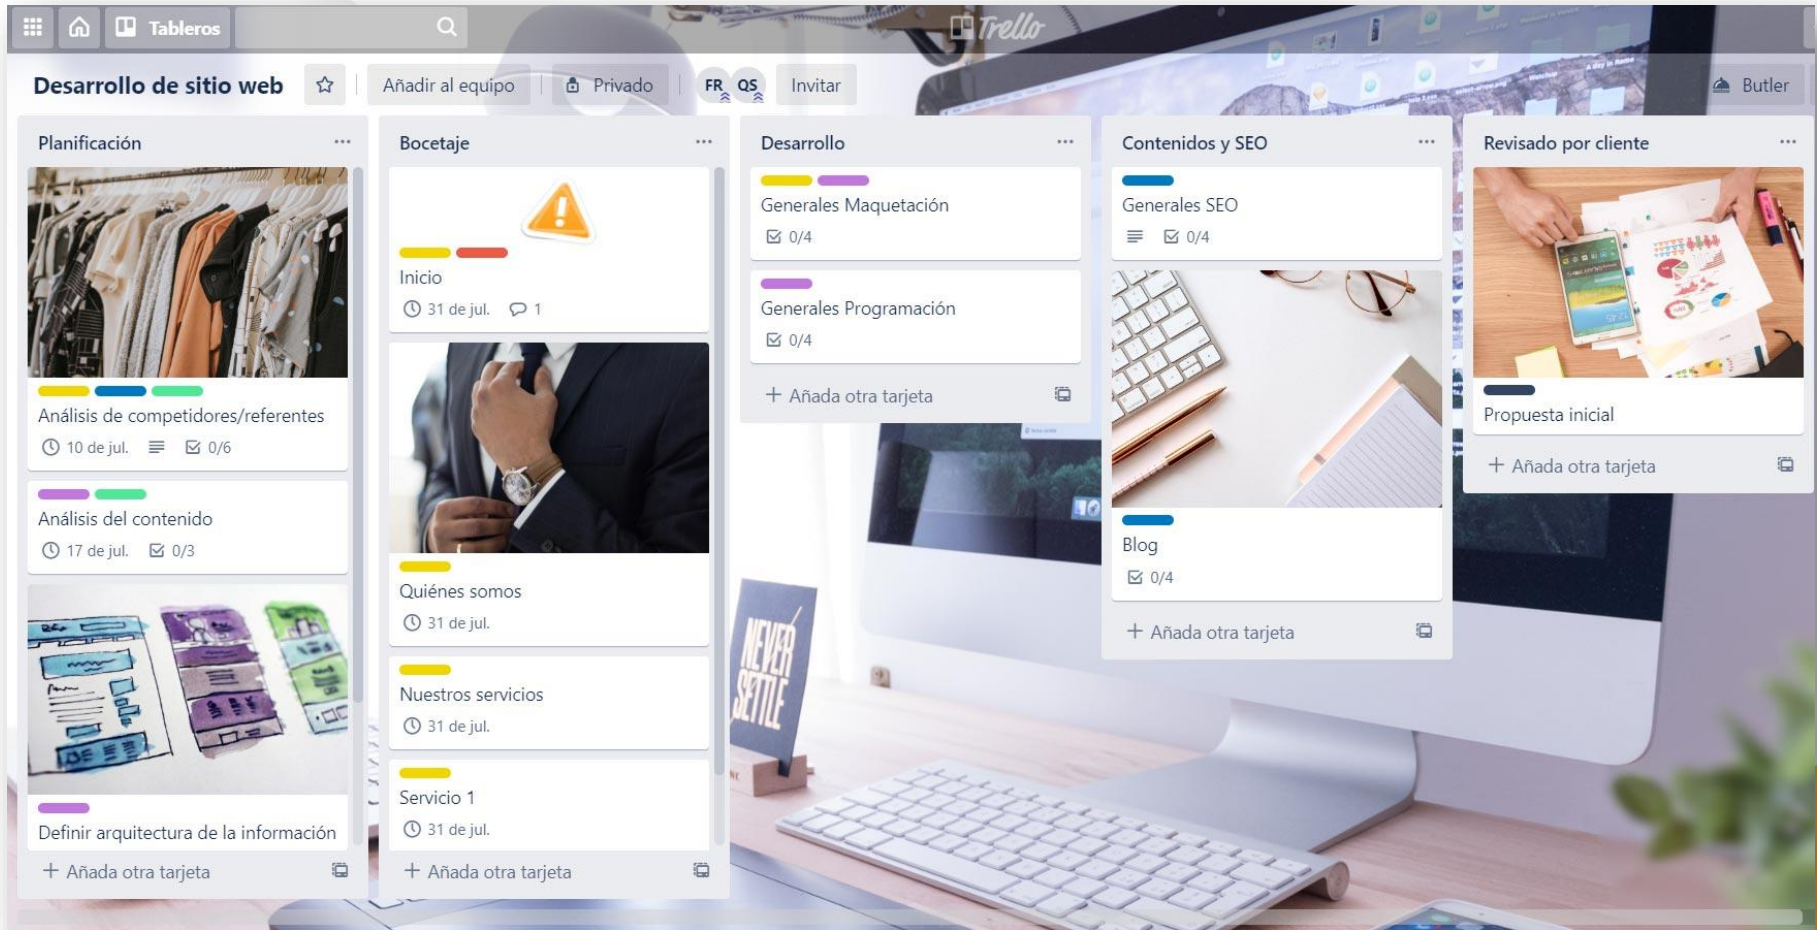 Tableros
Trello
Desarrollo de sitio web
Añadir al equipo
Privado
FR
QS
Invitar
Butler
Planificación
Análisis de competidores/referentes
10 de jul.
0/6
Análisis del contenido
17 de jul.
0/3
Definir arquitectura de la información
+ Añada otra tarjeta
Bocetaje
Inicio
31 de jul.
1
Quiénes somos
31 de jul.
Nuestros servicios
31 de jul.
Servicio 1
31 de jul.
+ Añada otra tarjeta
Desarrollo
Generales Maquetación
0/4
Generales Programación
0/4
+ Añada otra tarjeta
NEVER
SETTLE
Contenidos y SEO
Generales SEO
0/4
Blog
0/4
+ Añada otra tarjeta
Revisado por cliente
Propuesta inicial
+ Añada otra tarjeta